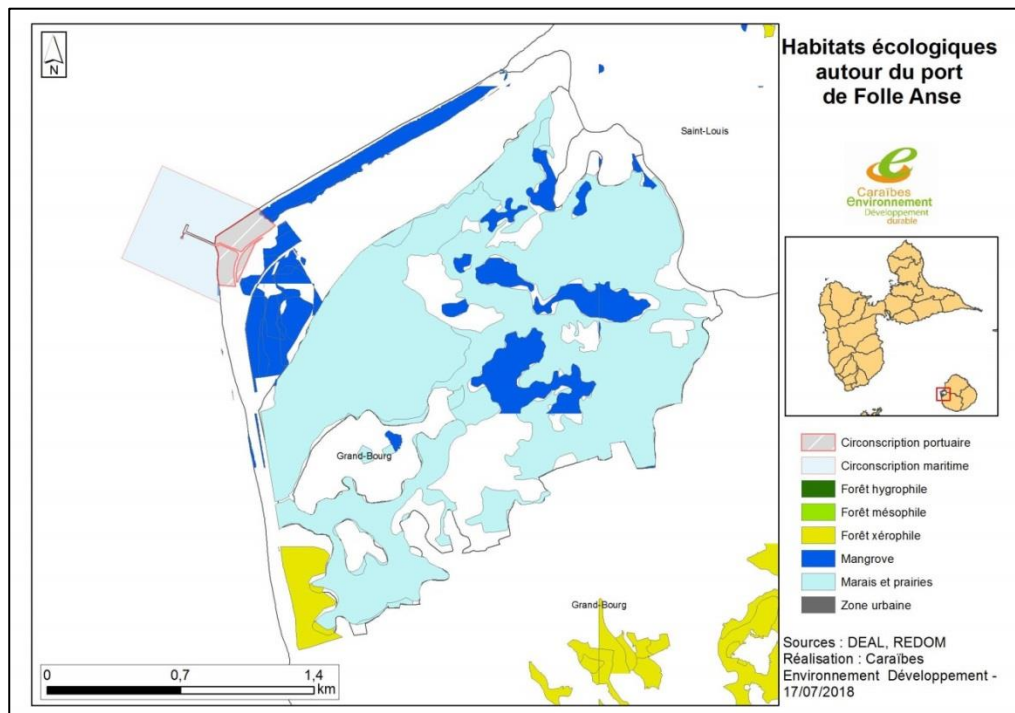 Habitats écologiques
autour du port
de Folle Anse
N
Saint-Louis
Caraïbes
environnement
Développement
durable
Grand-Bourg
Grand-Bourg
Circonscription portuaire
Circonscription maritime
Forêt hygrophile
Forêt mésophile
Forêt xérophile
Mangrove
Marais et prairies
Zone urbaine
Sources : DEAL, REDOM
Réalisation : Caraïbes
Environnement Développement -
17/07/2018
0 0,7 1,4
km